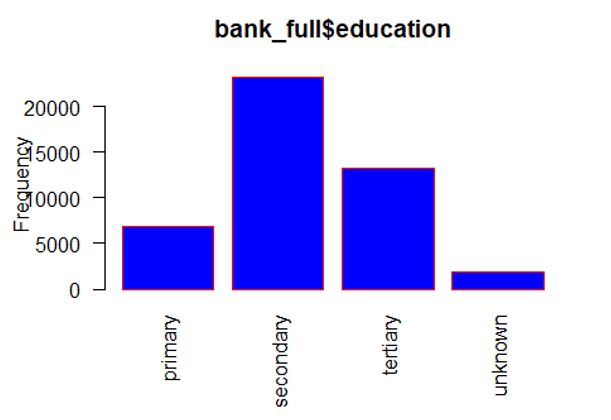 bank_full$education
Frequency
20000
15000
10000
5000
0
primary
secondary
tertiary
unknown